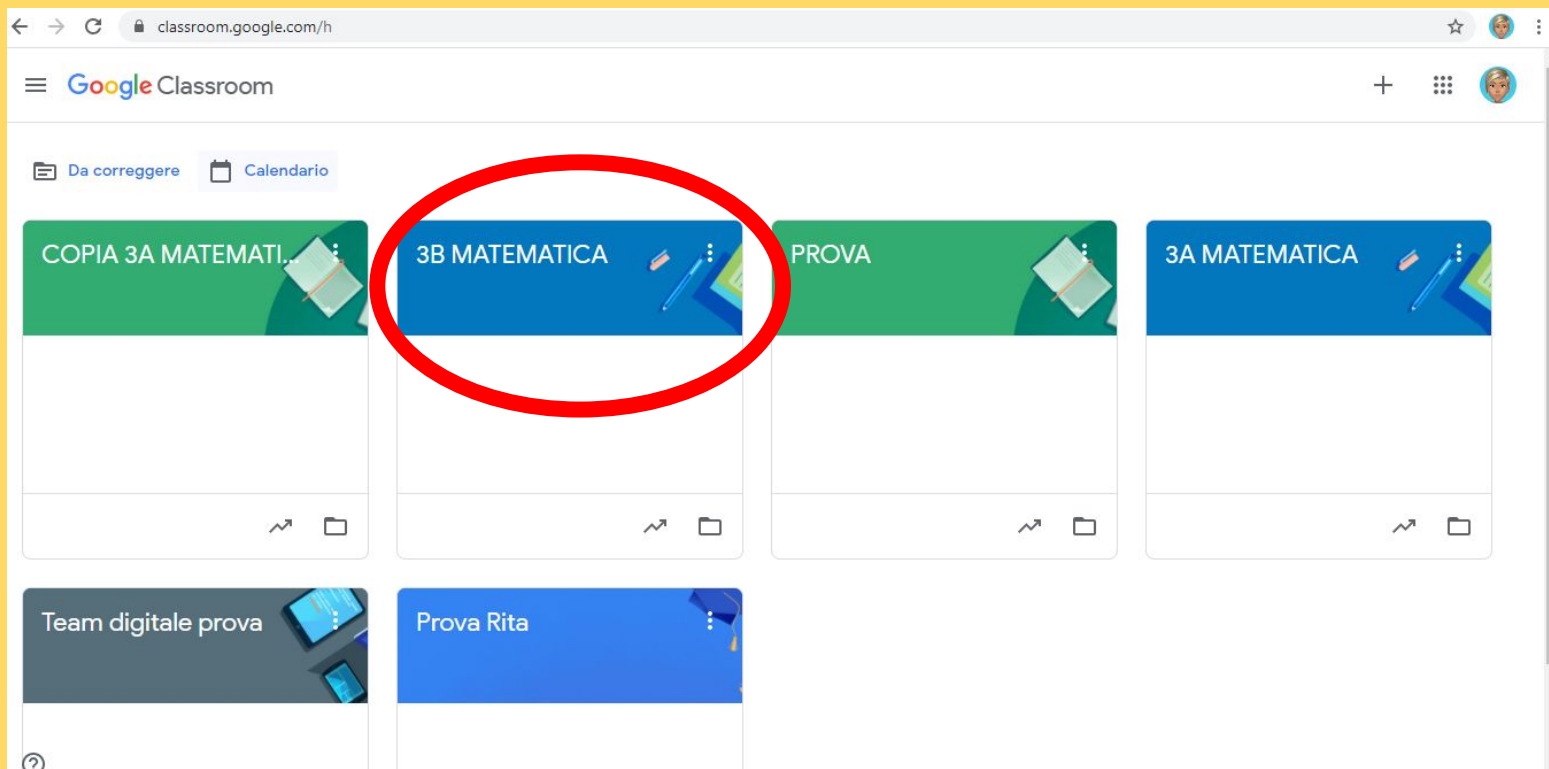 classroom.google.com/h
Google Classroom
Da correggere
Calendario
COPIA 3A MATEMATI...
3B MATEMATICA
PROVA
3A MATEMATICA
Team digitale prova
Prova Rita